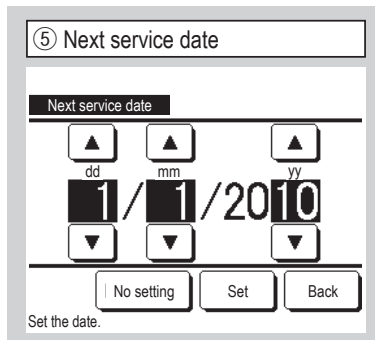 ⑤ Next service date
Next service date
▲ ▲ ▲
dd mm yy
1 / 1 /2010
▼ ▼ ▼
No setting Set Back
Set the date.